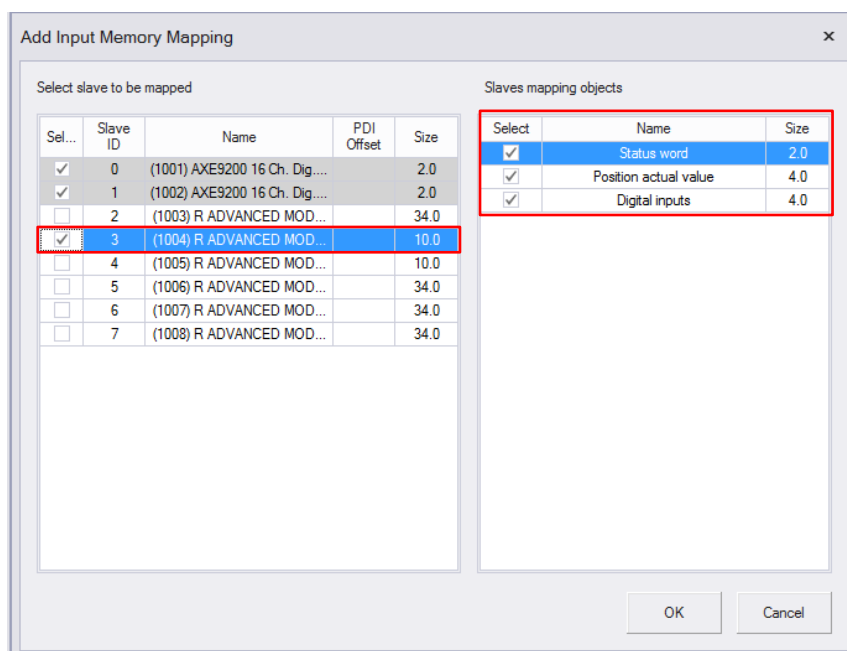 Add Input Memory Mapping
×
Select slave to be mapped
Slaves mapping objects
Sel... Slave ID Name PDI Offset Size
0 (1001) AXE9200 16 Ch. Dig.... 2.0
1 (1002) AXE9200 16 Ch. Dig.... 2.0
2 (1003) R ADVANCED MOD... 34.0
3 (1004) R ADVANCED MOD... 10.0
4 (1005) R ADVANCED MOD... 10.0
5 (1006) R ADVANCED MOD... 34.0
6 (1007) R ADVANCED MOD... 34.0
7 (1008) R ADVANCED MOD... 34.0
Select Name Size
Status word 2.0
Position actual value 4.0
Digital inputs 4.0
OK Cancel